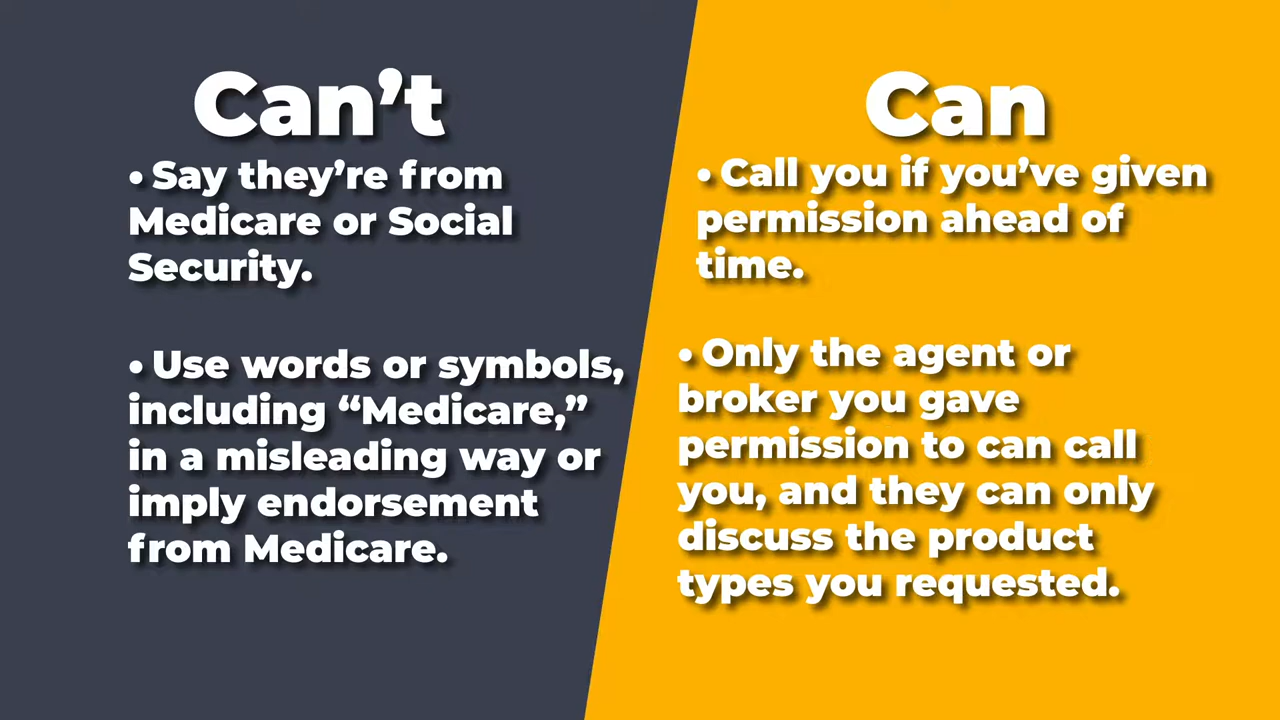 Can’t
• Say they’re from
Medicare or Social
Security.
• Use words or symbols,
including “Medicare,”
in a misleading way or
imply endorsement
from Medicare.
Can
• Call you if you’ve given
permission ahead of
time.
• Only the agent or
broker you gave
permission to can call
you, and they can only
discuss the product
types you requested.